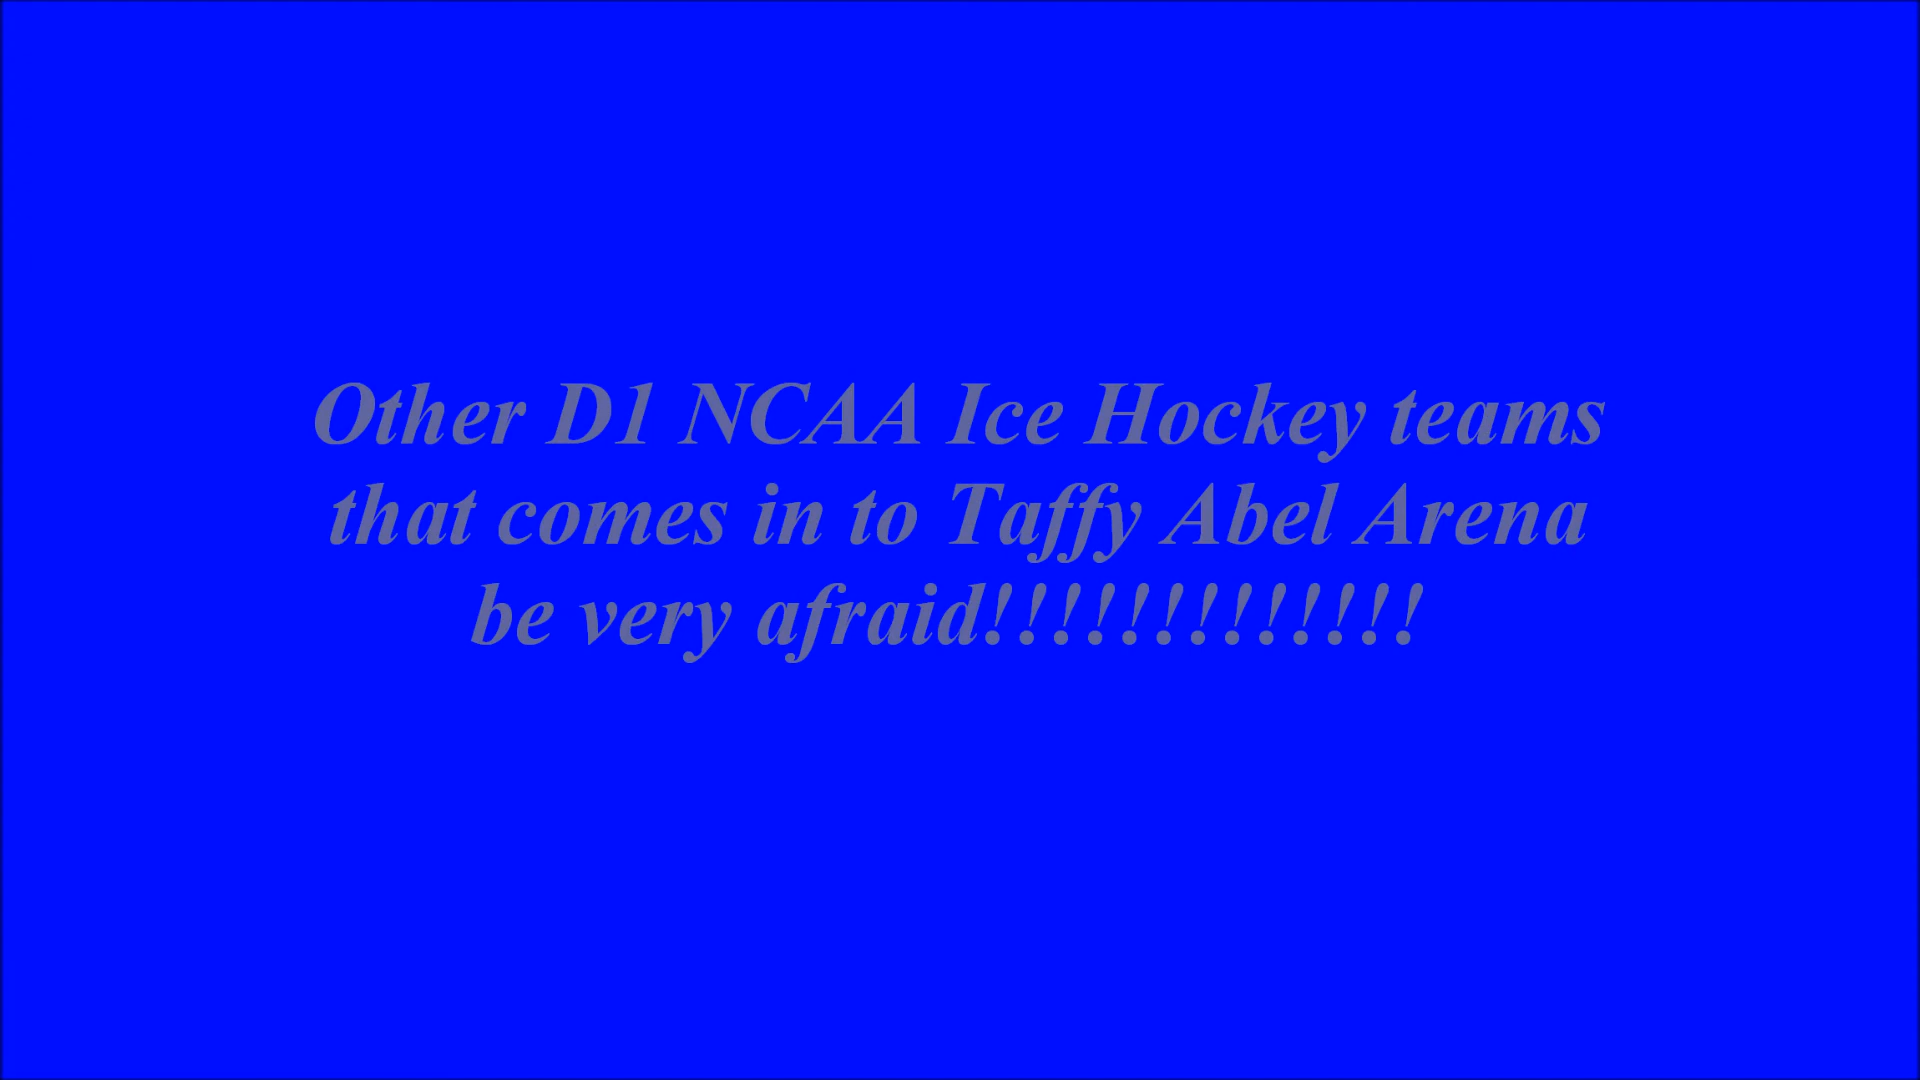 Other D1 NCAA Ice Hockey teams
that comes in to Taffy Abel Arena
be very afraid!!!!!!!!!!!!!